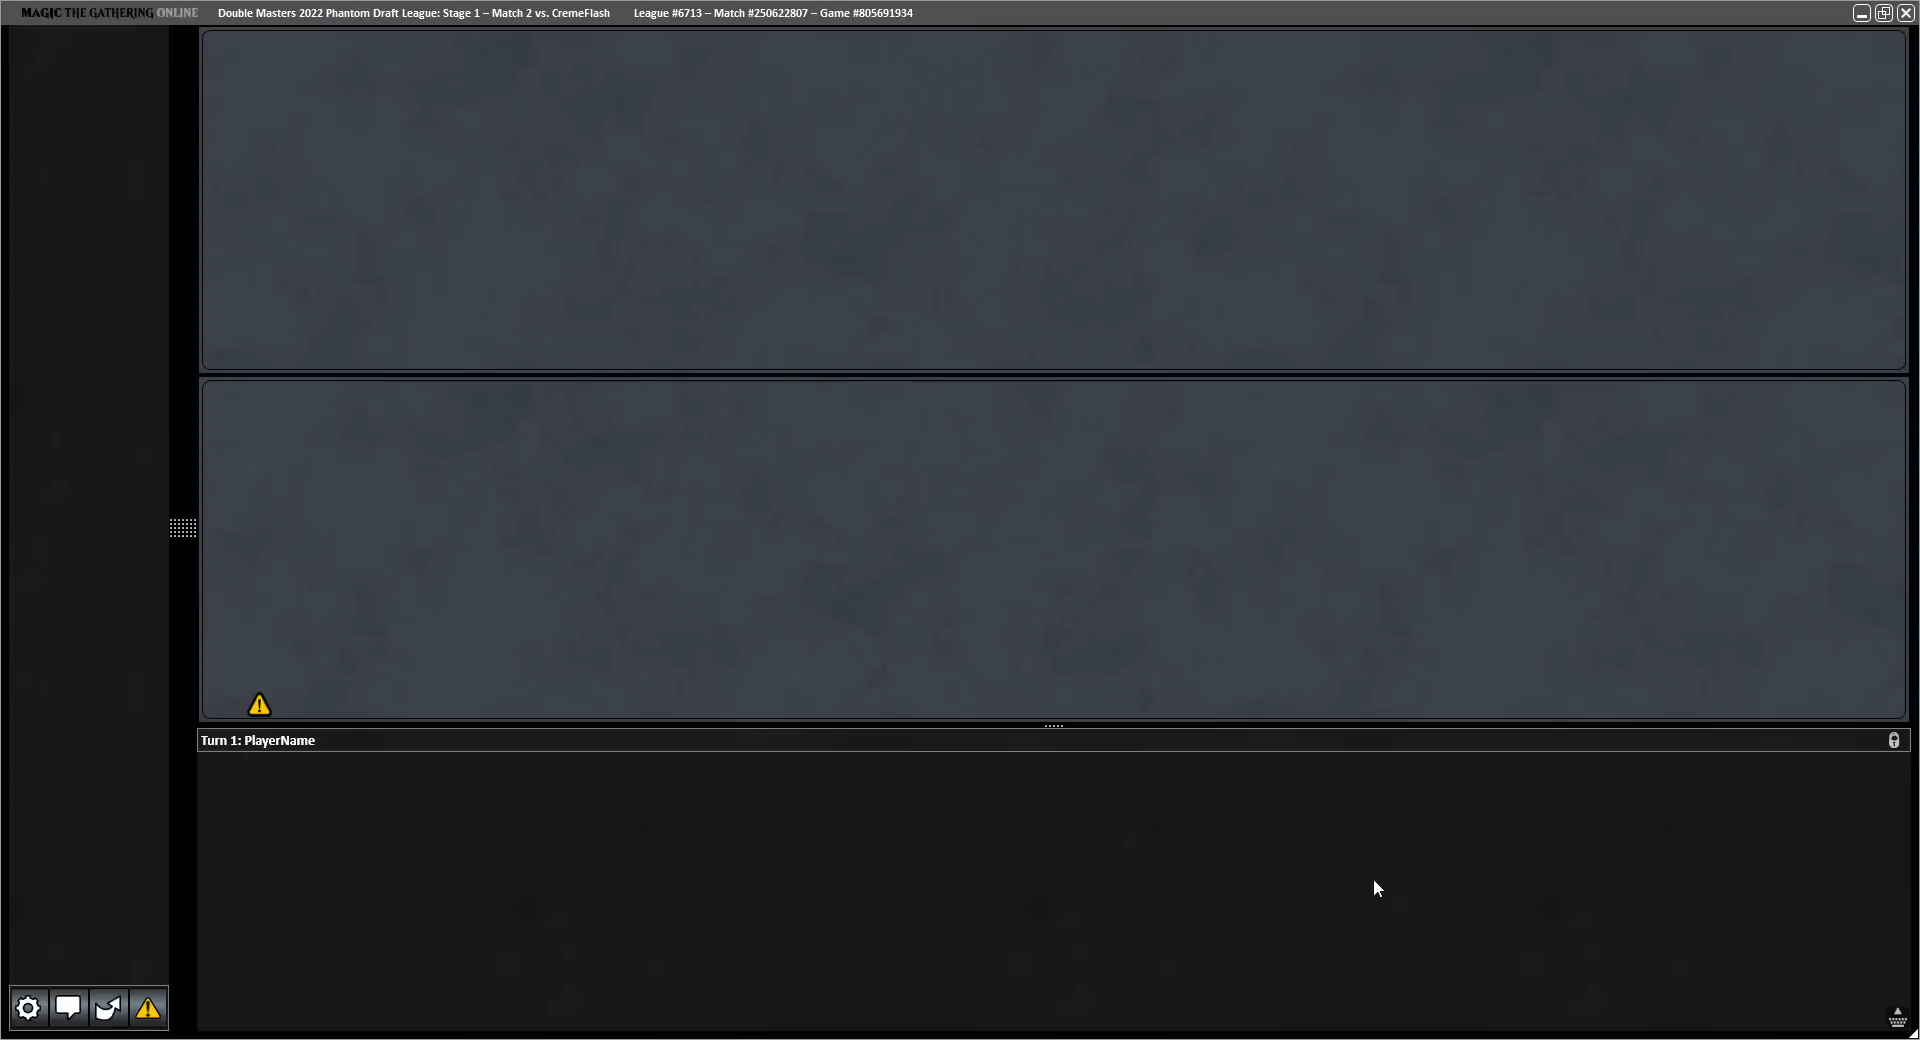 MAGIC THE GATHERING ONLINE Double Masters 2022 Phantom Draft League: Stage 1 – Match 2 vs. CremeFlash League #6713 – Match #250622807 – Game #805691934
Turn 1: PlayerName